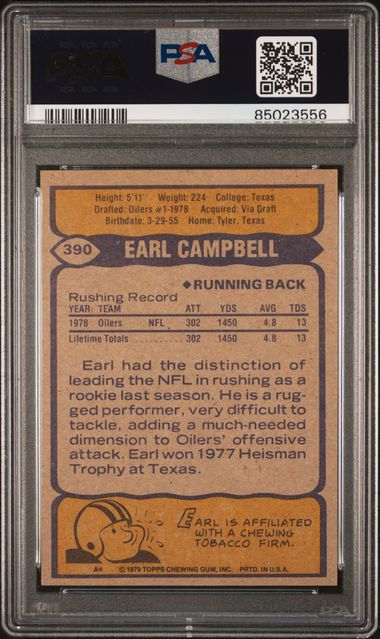 PSA
PSA
85023556
Height: 5'11" Weight: 224 College: Texas
Drafted: Oilers #1-1978 Acquired: Via Draft
Birthdate: 3-29-55 Home: Tyler, Texas
390 EARL CAMPBELL
◆RUNNING BACK
Rushing Record
YEAR TEAM ATT. YDS AVG TDS
1978 Oilers NFL 302 1450 4.8 13
Lifetime Totals .......... 302 1450 4.8 13
Earl had the distinction of
leading the NFL in rushing as a
rookie last season. He is a rug-
ged performer, very difficult to
tackle, adding a much-needed
dimension to Oilers' offensive
attack. Earl won 1977 Heisman
Trophy at Texas.
EARL IS AFFILIATED
WITH A CHEWING
TOBACCO FIRM.
A* ©1979 TOPPS CHEWING GUM, INC. PRTD. IN U.S.A.